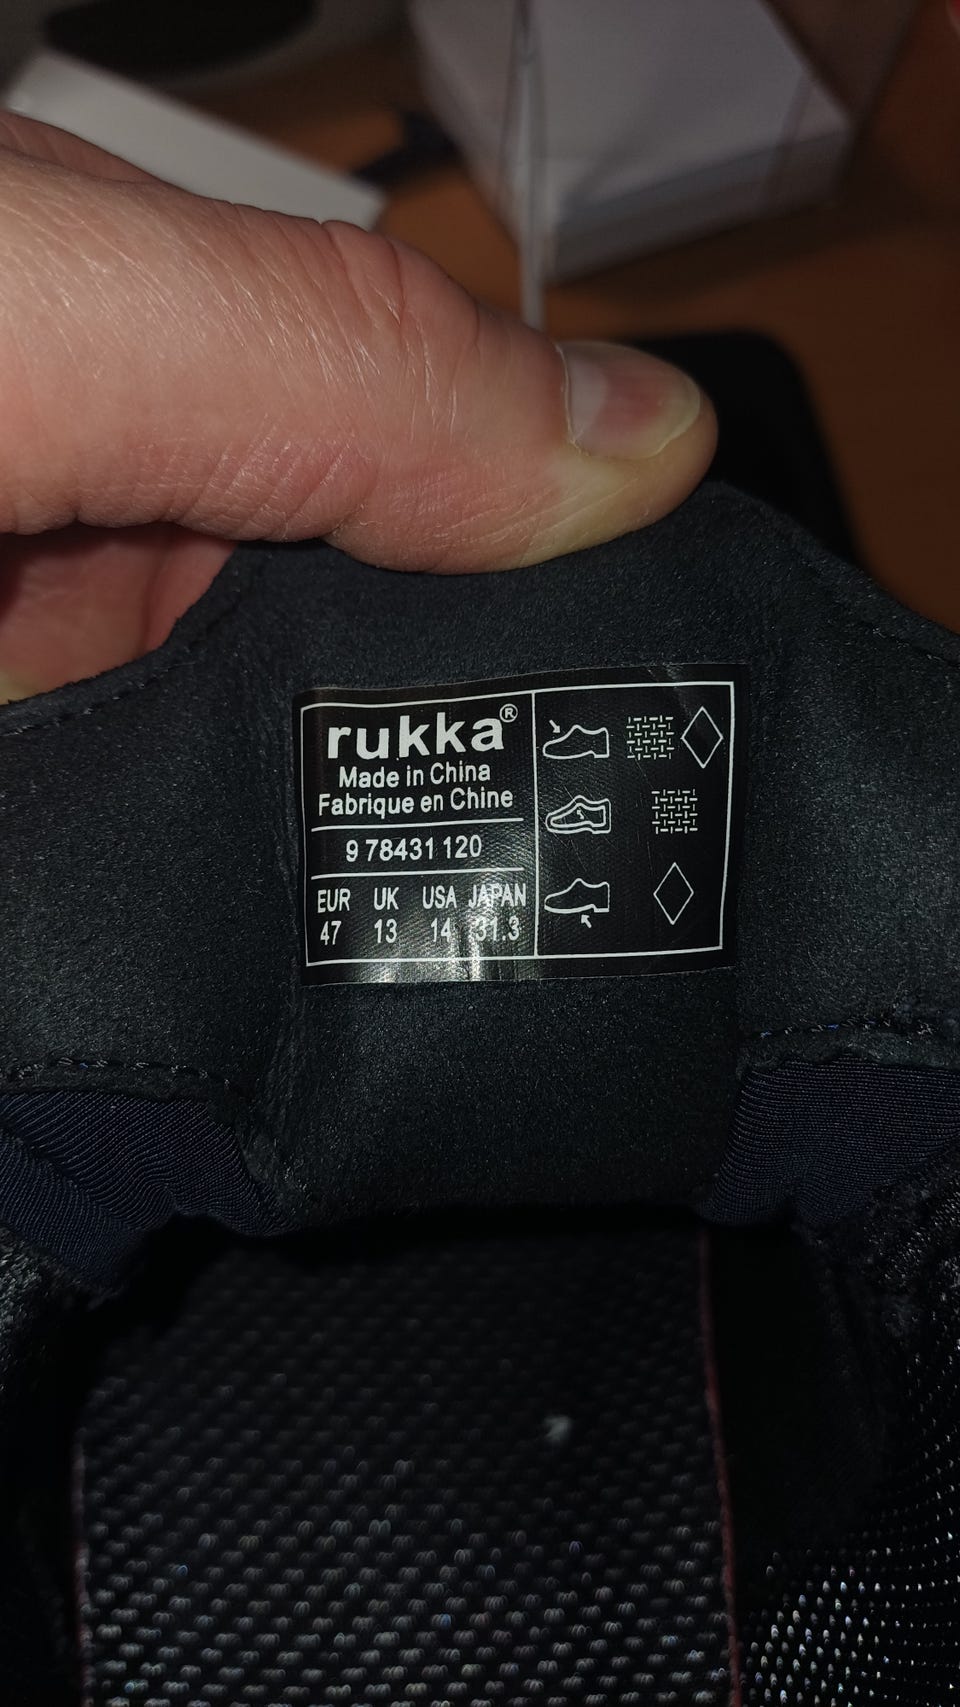 rukka®
Made in China
Fabrique en Chine
9 78431 120
EUR UK USA JAPAN
47 13 14 31.3